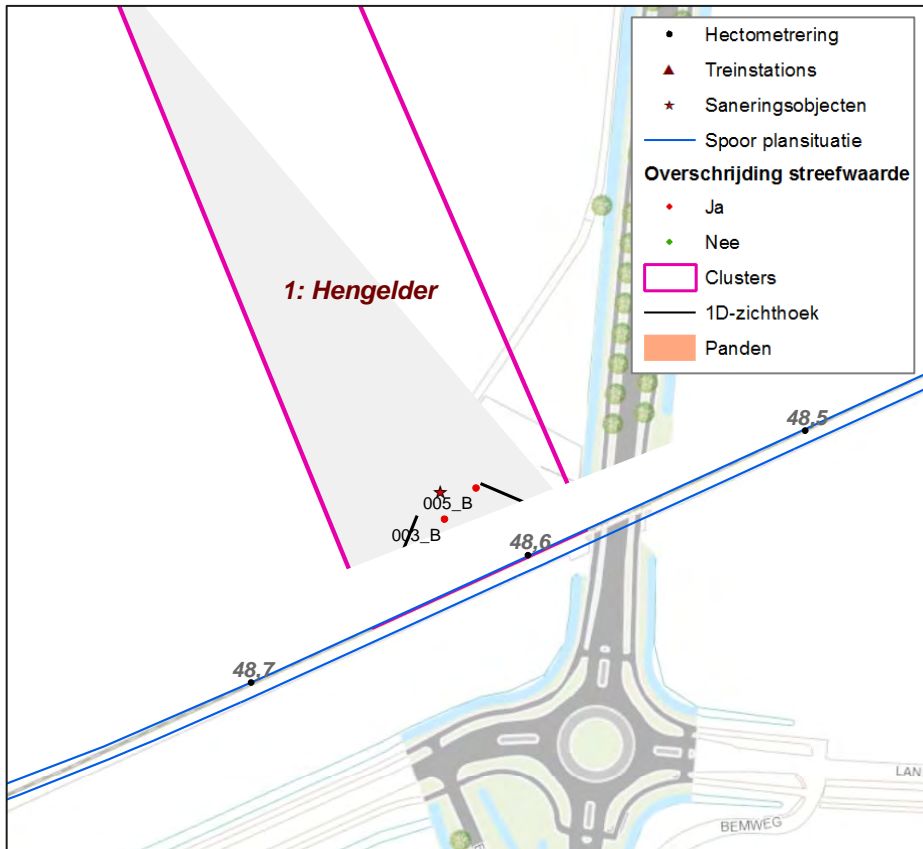 Hectometrering
Treinstations
Saneringsobjecten
Spoor plansituatie
Overschrijding streefwaarde
Ja
Nee
Clusters
1D-zichthoek
Panden
1: Hengelder
48,5
005_B
003_B
48,6
48,7
LAN
BEMWEG